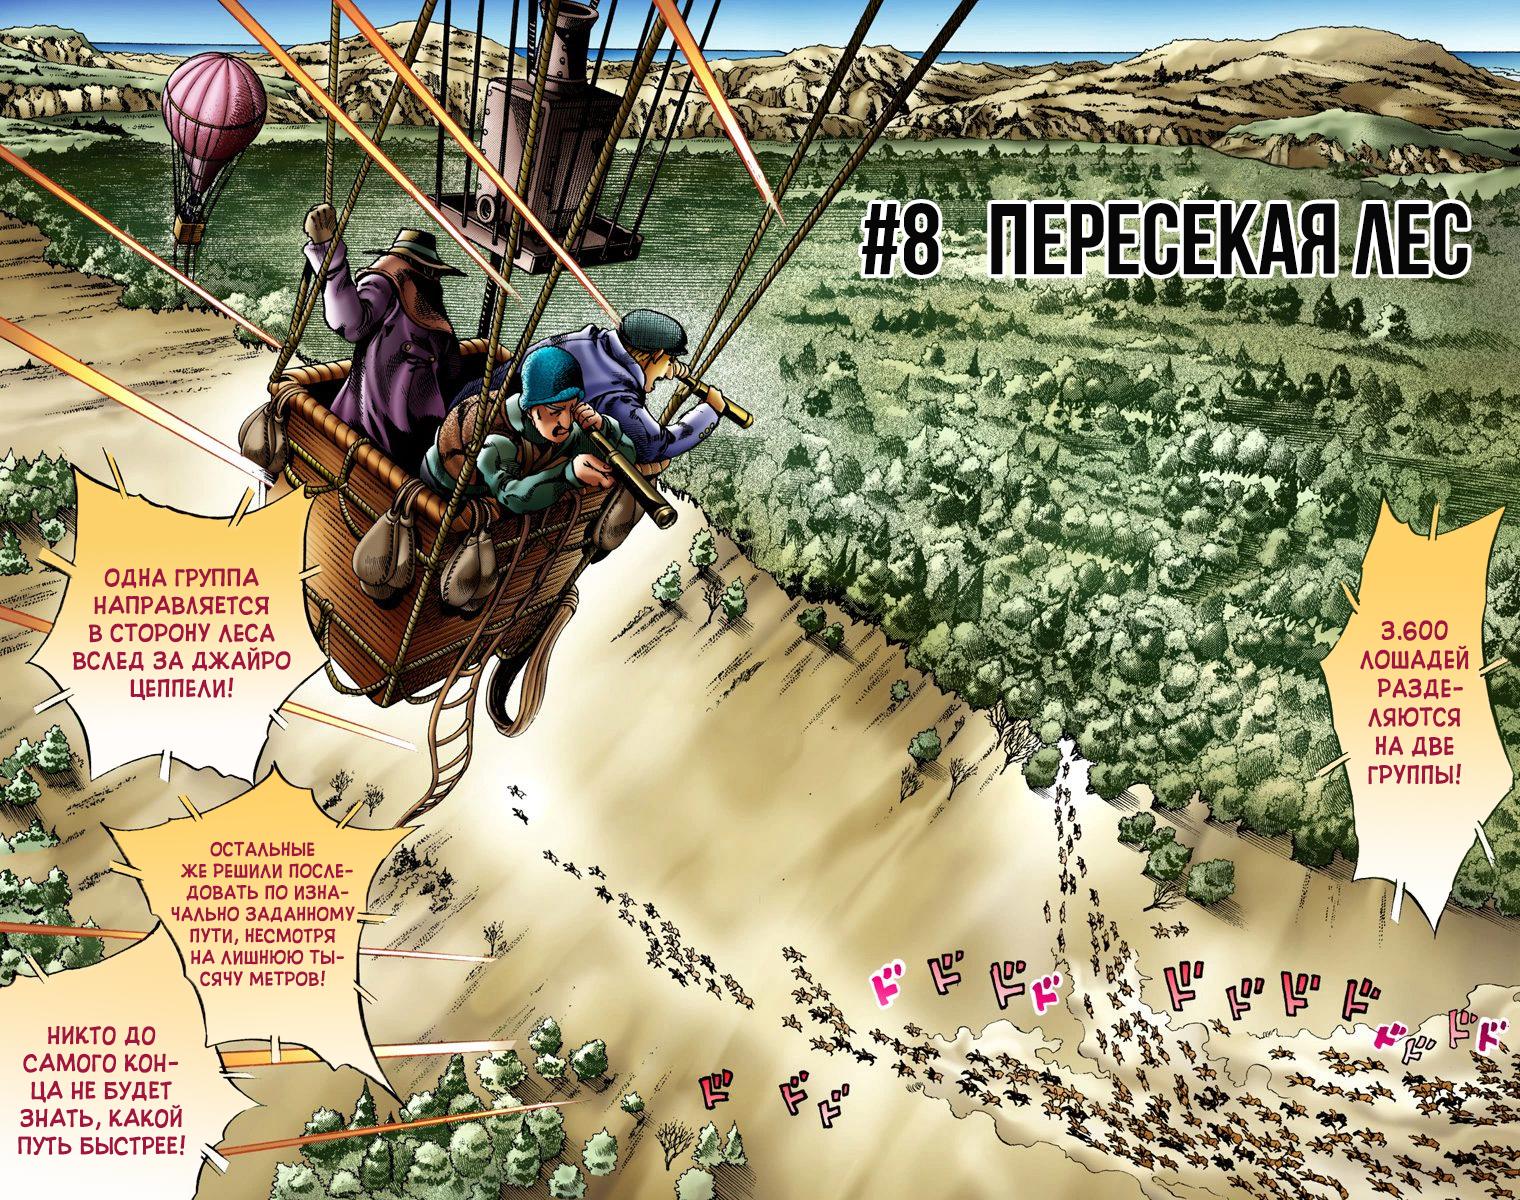 #8 ПЕРЕСЕКАЯ ЛЕС
3.600
ЛОШАДЕЙ
РАЗДЕ-
ЛЯЮТСЯ
НА ДВЕ
ГРУППЫ!
ОДНА ГРУППА
НАПРАВЛЯЕТСЯ
В СТОРОНУ ЛЕСА
ВСЛЕД ЗА ДЖАЙРО
ЦЕППЕЛИ!
ОСТАЛЬНЫЕ
ЖЕ РЕШИЛИ ПОСЛЕ-
ДОВАТЬ ПО ИЗНА-
ЧАЛЬНО ЗАДАННОМУ
ПУТИ, НЕСМОТРЯ
НА ЛИШНЮЮ ТЫ-
СЯЧУ МЕТРОВ!
НИКТО ДО
САМОГО КОН-
ЦА НЕ БУДЕТ
ЗНАТЬ, КАКОЙ
ПУТЬ БЫСТРЕЕ!
ド ド ド ド ド ド ド ド ド ド ド ド
ド ド ド